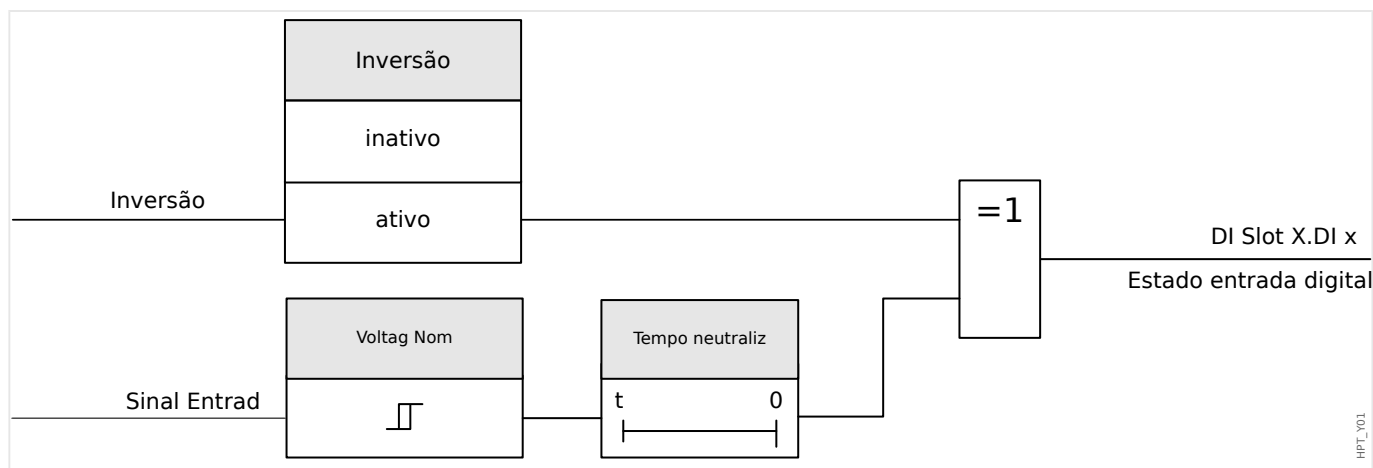 Inversão
inativo
Inversão
ativo
=1
DI Slot X.DI x
Estado entrada digital
Voltag Nom
Tempo neutraliz
Sinal Entrad
t 0
HPT_Y01